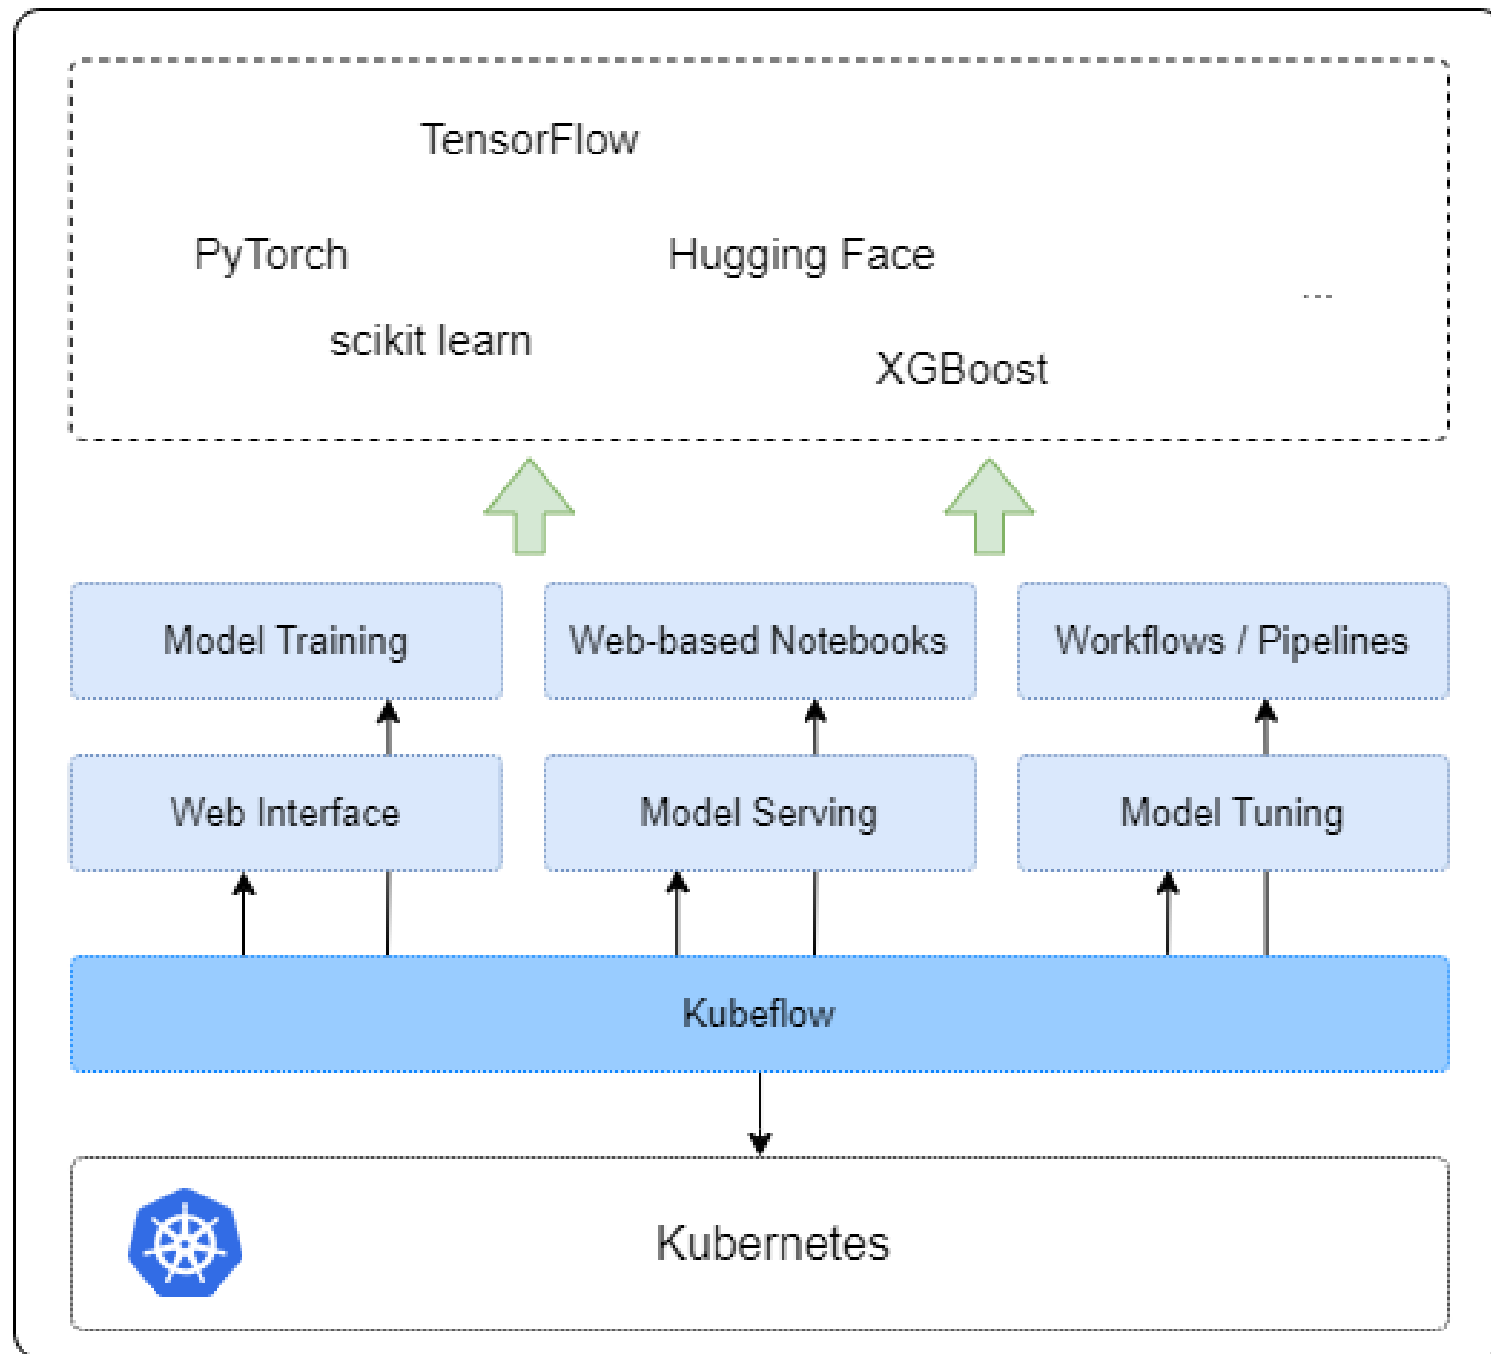 TensorFlow
PyTorch
Hugging Face
...
scikit learn
XGBoost
Model Training
Web-based Notebooks
Workflows / Pipelines
Web Interface
Model Serving
Model Tuning
Kubeflow
Kubernetes